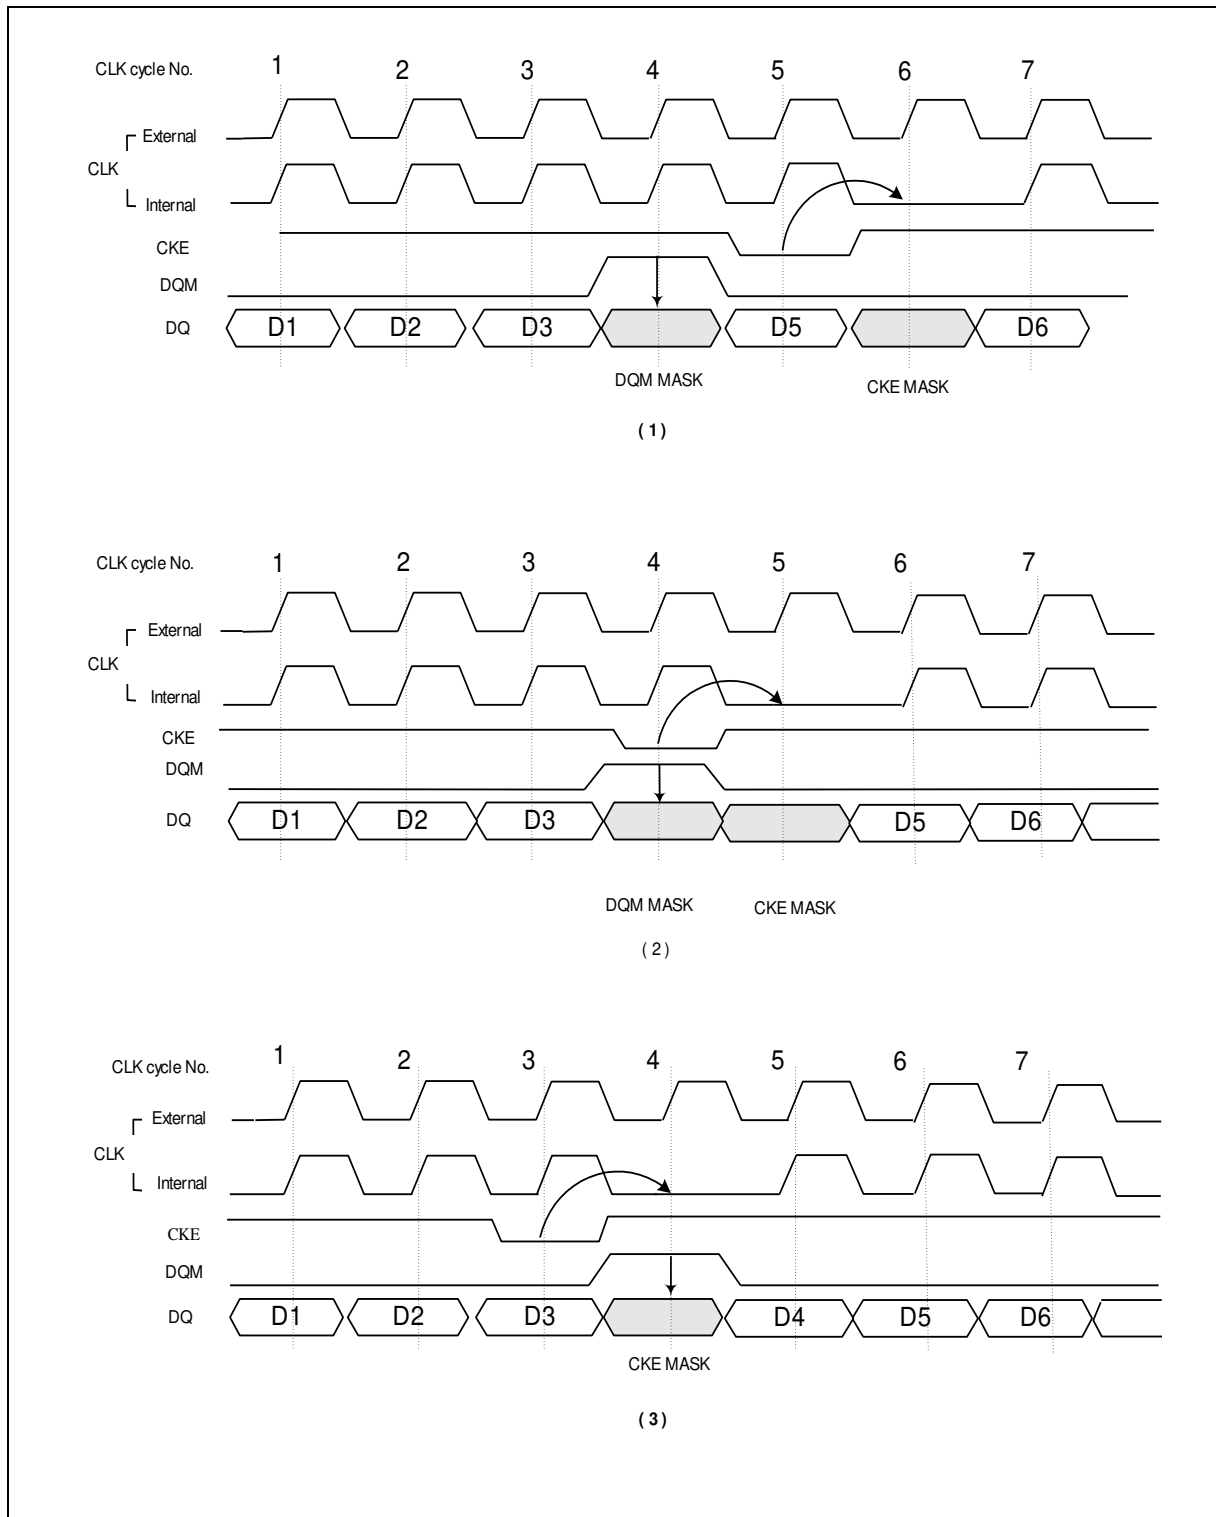 CLK cycle No. 1 2 3 4 5 6 7
External
CLK
Internal
CKE
DQM
DQ D1 D2 D3 D5 D6
DQM MASK CKE MASK
( 1 )
CLK cycle No. 1 2 3 4 5 6 7
External
CLK
Internal
CKE
DQM
DQ D1 D2 D3 D5 D6
DQM MASK CKE MASK
( 2 )
CLK cycle No. 1 2 3 4 5 6 7
External
CLK
Internal
CKE
DQM
DQ D1 D2 D3 D4 D5 D6
CKE MASK
( 3 )